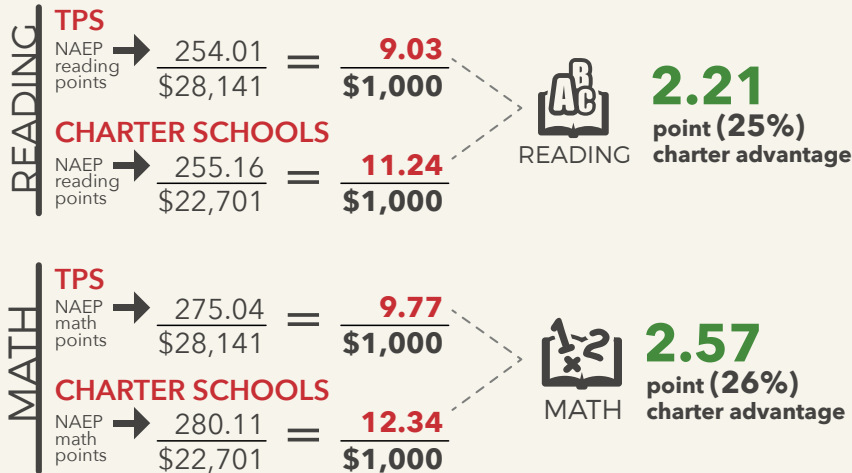 READING
TPS
NAEP
reading
points
254.01
$28,141
=
9.03
$1,000
CHARTER SCHOOLS
NAEP
reading
points
255.16
$22,701
=
11.24
$1,000
ABC
READING
2.21
point (25%)
charter advantage
MATH
TPS
NAEP
math
points
275.04
$28,141
=
9.77
$1,000
CHARTER SCHOOLS
NAEP
math
points
280.11
$22,701
=
12.34
$1,000
1 2
x
MATH
2.57
point (26%)
charter advantage